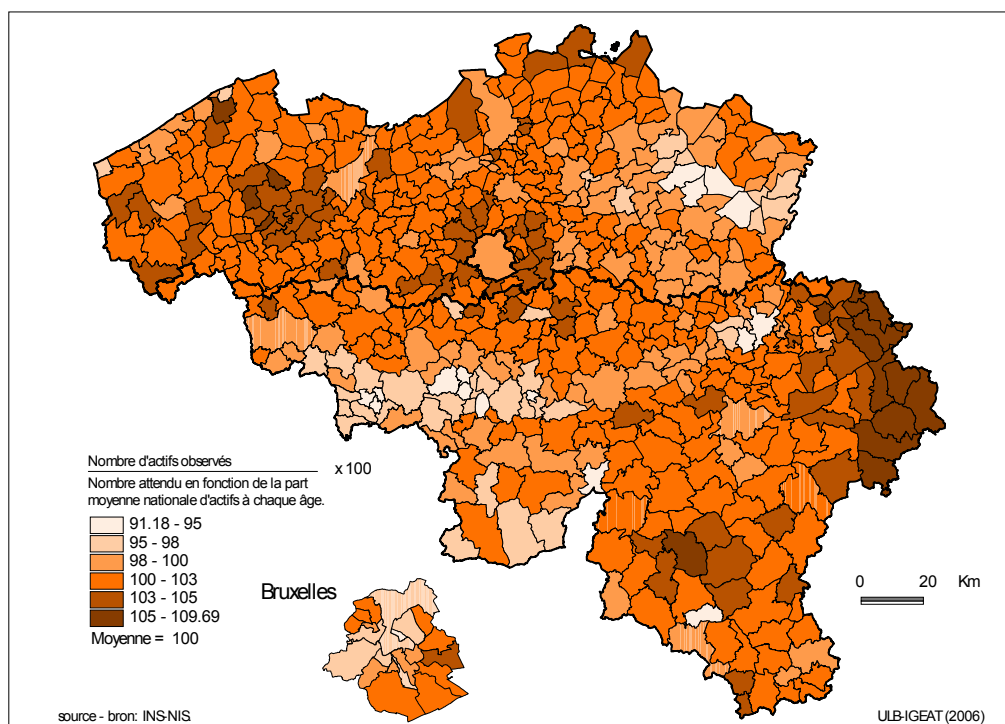 Nombre d'actifs observés
x 100
Nombre attendu en fonction de la part
moyenne nationale d'actifs à chaque âge.
91.18 - 95
95 - 98
98 - 100
100 - 103
103 - 105
105 - 109.69
Moyenne = 100
Bruxelles
0 20 Km
source - bron: INS-NIS.
ULB-IGEAT (2006)